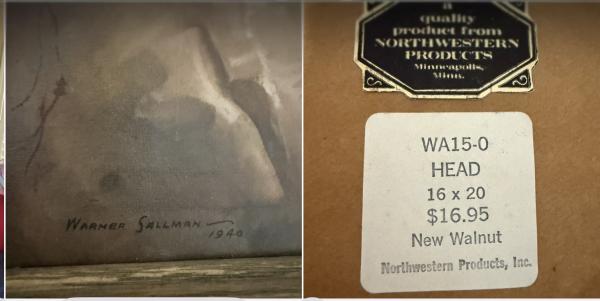 WARNER SALLMAN
1940
a
quality
product from
NORTHWESTERN
PRODUCTS
Minneapolis,
Minn.
WA15-0
HEAD
16 x 20
$16.95
New Walnut
Northwestern Products, Inc.